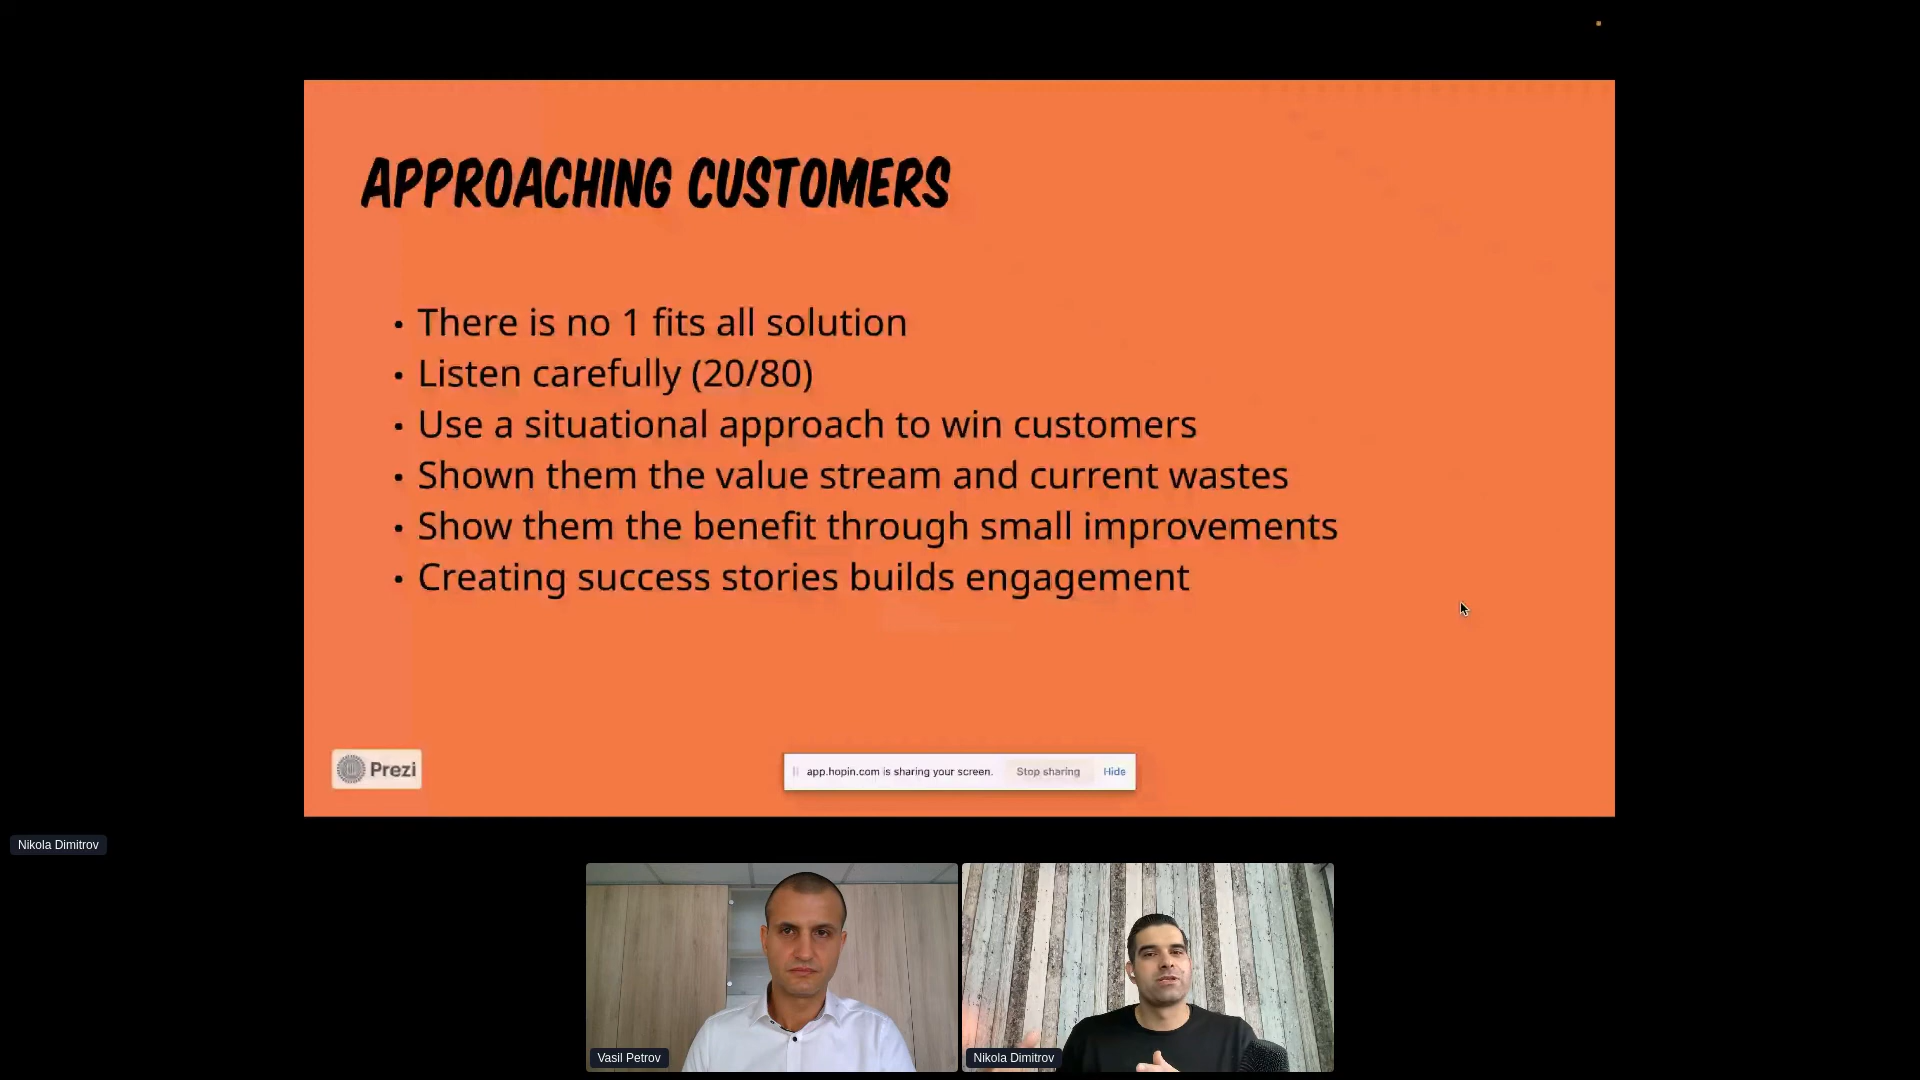 APPROACHING CUSTOMERS
• There is no 1 fits all solution
• Listen carefully (20/80)
• Use a situational approach to win customers
• Shown them the value stream and current wastes
• Show them the benefit through small improvements
• Creating success stories builds engagement
Prezi
app.hopin.com is sharing your screen. Stop sharing Hide
Nikola Dimitrov
Vasil Petrov
Nikola Dimitrov